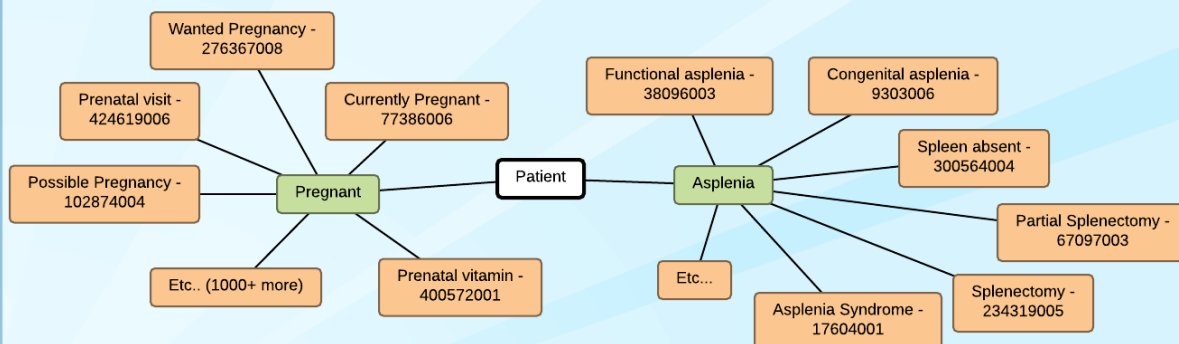 Wanted Pregnancy -
276367008
Prenatal visit -
424619006
Currently Pregnant -
77386006
Possible Pregnancy -
102874004
Pregnant
Etc.. (1000+ more)
Prenatal vitamin -
400572001
Patient
Functional asplenia -
38096003
Congenital asplenia -
9303006
Spleen absent -
300564004
Asplenia
Partial Splenectomy -
67097003
Etc...
Asplenia Syndrome -
17604001
Splenectomy -
234319005